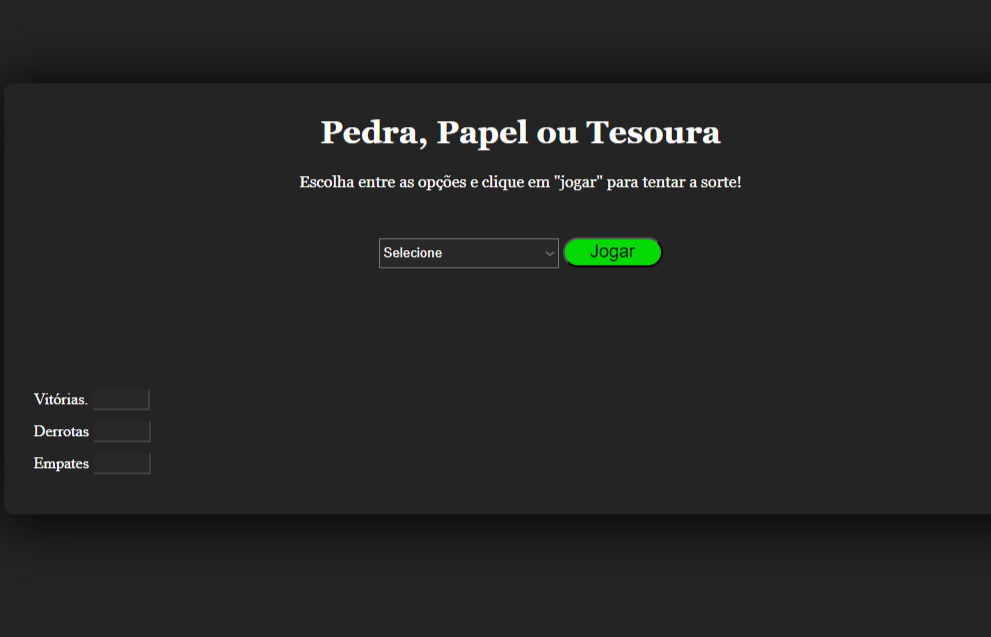 Pedra, Papel ou Tesoura
Escolha entre as opções e clique em "jogar" para tentar a sorte!
Selecione Jogar
Vitórias.
Derrotas
Empates